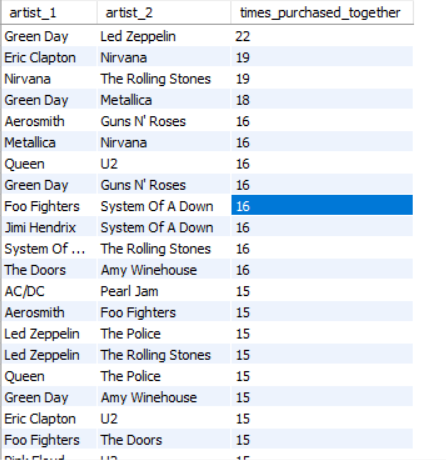 artist_1 artist_2 times_purchased_together
Green Day Led Zeppelin 22
Eric Clapton Nirvana 19
Nirvana The Rolling Stones 19
Green Day Metallica 18
Aerosmith Guns N' Roses 16
Metallica Nirvana 16
Queen U2 16
Green Day Guns N' Roses 16
Foo Fighters System Of A Down 16
Jimi Hendrix System Of A Down 16
System Of ... The Rolling Stones 16
The Doors Amy Winehouse 16
AC/DC Pearl Jam 15
Aerosmith Foo Fighters 15
Led Zeppelin The Police 15
Led Zeppelin The Rolling Stones 15
Queen The Police 15
Green Day Amy Winehouse 15
Eric Clapton U2 15
Foo Fighters The Doors 15
Pink Floyd U2 15